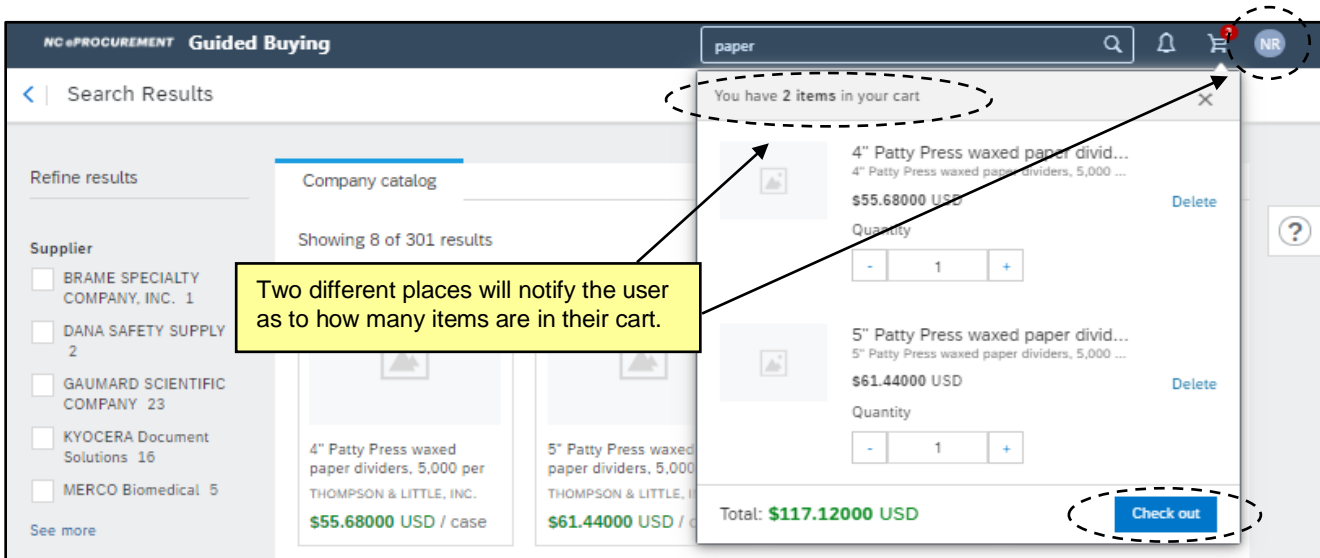 NC ePROCUREMENT Guided Buying
paper
NR
Search Results
You have 2 items in your cart
Refine results
Company catalog
Showing 8 of 301 results
Supplier
BRAME SPECIALTY
COMPANY, INC. 1
DANA SAFETY SUPPLY
2
GAUMARD SCIENTIFIC
COMPANY 23
KYOCERA Document
Solutions 16
MERCO Biomedical 5
See more
Two different places will notify the user
as to how many items are in their cart.
4" Patty Press waxed
paper dividers, 5,000 per
THOMPSON & LITTLE, INC.
$55.68000 USD / case
5" Patty Press waxed
paper dividers, 5,000
THOMPSON & LITTLE,
$61.44000 USD /
4" Patty Press waxed paper divid...
4" Patty Press waxed paper dividers, 5,000 ...
$55.68000 USD
Delete
Quantity
- 1 +
5" Patty Press waxed paper divid...
5" Patty Press waxed paper dividers, 5,000 ...
$61.44000 USD
Delete
Quantity
- 1 +
Total: $117.12000 USD
Check out
?